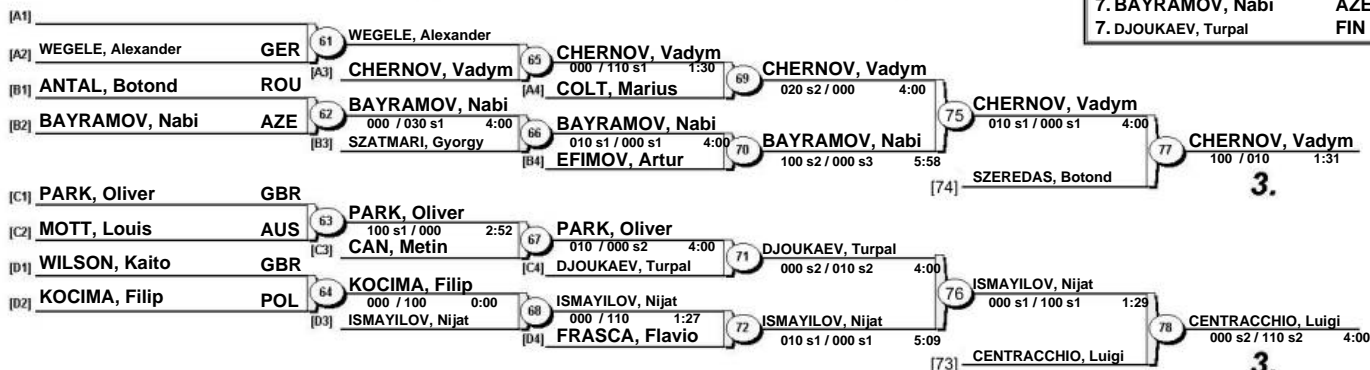 7. BAYRAMOV, Nabi AZE
7. DJOUKAEV, Turpal FIN
[A1]
[A2] WEGELE, Alexander GER
61
WEGELE, Alexander
[A3] CHERNOV, Vadym
65
CHERNOV, Vadym
000 / 110 s1 1:30
[A4] COLT, Marius
69
CHERNOV, Vadym
020 s2 / 000 4:00
[B1] ANTAL, Botond ROU
[B2] BAYRAMOV, Nabi AZE
62
BAYRAMOV, Nabi
000 / 030 s1 4:00
[B3] SZATMARI, Gyorgy
66
BAYRAMOV, Nabi
010 s1 / 000 s1 4:00
[B4] EFIMOV, Artur
70
BAYRAMOV, Nabi
100 s2 / 000 s3 5:58
75
CHERNOV, Vadym
010 s1 / 000 s1 4:00
[74] SZEREDAS, Botond
77
CHERNOV, Vadym
100 / 010 1:31
3.
[C1] PARK, Oliver GBR
[C2] MOTT, Louis AUS
63
PARK, Oliver
100 s1 / 000 2:52
[C3] CAN, Metin
67
PARK, Oliver
010 / 000 s2 4:00
[C4] DJOUKAEV, Turpal
71
DJOUKAEV, Turpal
000 s2 / 010 s2 4:00
[D1] WILSON, Kaito GBR
[D2] KOCIMA, Filip POL
64
KOCIMA, Filip
000 / 100 0:00
[D3] ISMAYILOV, Nijat
68
ISMAYILOV, Nijat
000 / 110 1:27
[D4] FRASCA, Flavio
72
ISMAYILOV, Nijat
010 s1 / 000 s1 5:09
76
ISMAYILOV, Nijat
000 s1 / 100 s1 1:29
[73] CENTRACCHIO, Luigi
78
CENTRACCHIO, Luigi
000 s2 / 110 s2 4:00
3.